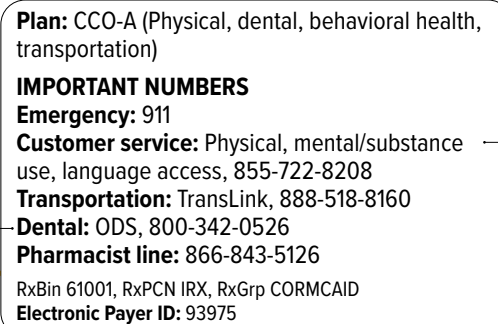 Plan: CCO-A (Physical, dental, behavioral health,
transportation)
IMPORTANT NUMBERS
Emergency: 911
Customer service: Physical, mental/substance
use, language access, 855-722-8208
Transportation: TransLink, 888-518-8160
Dental: ODS, 800-342-0526
Pharmacist line: 866-843-5126
RxBin 61001, RxPCN IRX, RxGrp CORMCAID
Electronic Payer ID: 93975